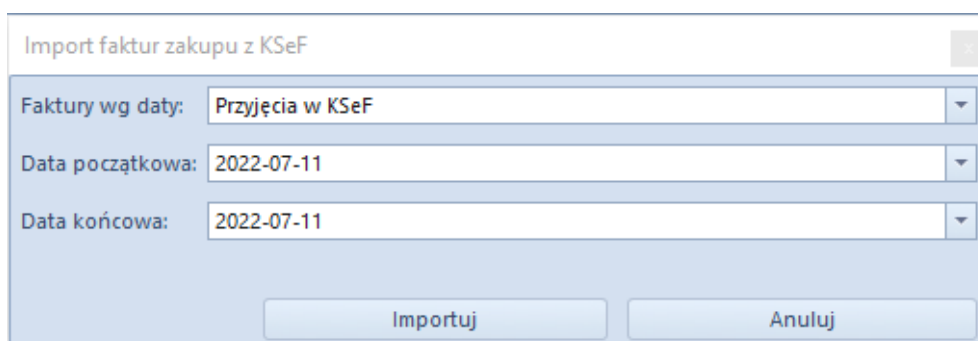 Import faktur zakupu z KSeF
x
Faktury wg daty: Przyjęcia w KSeF
Data początkowa: 2022-07-11
Data końcowa: 2022-07-11
Importuj Anuluj